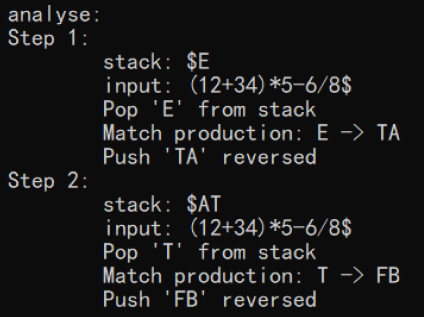 analyse:
Step 1:
stack: $E
input: (12+34)*5-6/8$
Pop 'E' from stack
Match production: E -> TA
Push 'TA' reversed
Step 2:
stack: $AT
input: (12+34)*5-6/8$
Pop 'T' from stack
Match production: T -> FB
Push 'FB' reversed